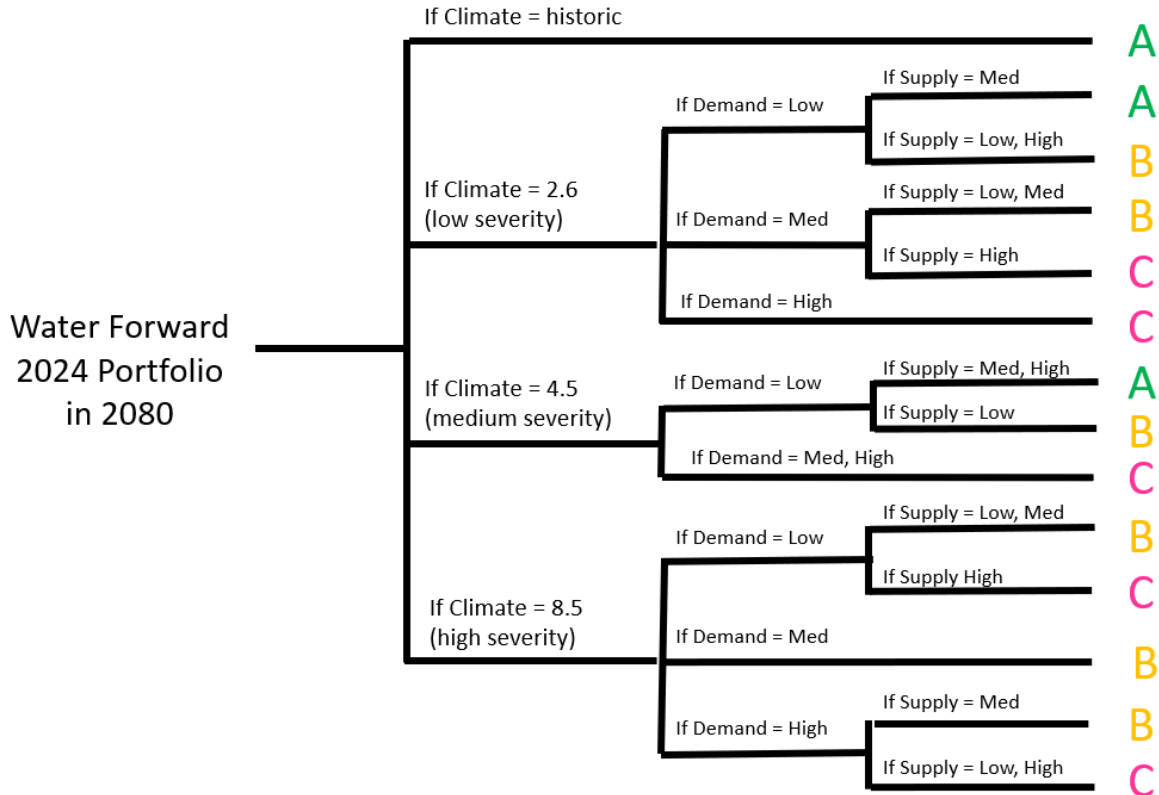 If Climate = historic
A
If Supply = Med
A
If Demand = Low
If Supply = Low, High
B
If Climate = 2.6
(low severity)
If Supply = Low, Med
B
If Demand = Med
If Supply = High
C
If Demand = High
C
Water Forward
2024 Portfolio
in 2080
If Climate = 4.5
(medium severity)
If Demand = Low
If Supply = Med, High
A
If Supply = Low
B
If Demand = Med, High
C
If Climate = 8.5
(high severity)
If Demand = Low
If Supply = Low, Med
B
If Supply High
C
If Demand = Med
B
If Demand = High
If Supply = Med
B
If Supply = Low, High
C